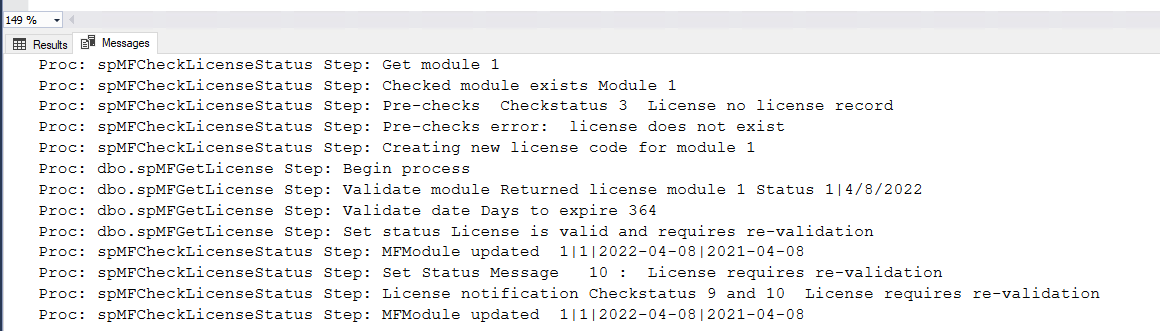 149 %
Results Messages
Proc: spMFCheckLicenseStatus Step: Get module 1
Proc: spMFCheckLicenseStatus Step: Checked module exists Module 1
Proc: spMFCheckLicenseStatus Step: Pre-checks  Checkstatus 3  License no license record
Proc: spMFCheckLicenseStatus Step: Pre-checks error:  license does not exist
Proc: spMFCheckLicenseStatus Step: Creating new license code for module 1
Proc: dbo.spMFGetLicense Step: Begin process
Proc: dbo.spMFGetLicense Step: Validate module Returned license module 1 Status 1|4/8/2022
Proc: dbo.spMFGetLicense Step: Validate date Days to expire 364
Proc: dbo.spMFGetLicense Step: Set status License is valid and requires re-validation
Proc: spMFCheckLicenseStatus Step: MFModule updated  1|1|2022-04-08|2021-04-08
Proc: spMFCheckLicenseStatus Step: Set Status Message   10 :  License requires re-validation
Proc: spMFCheckLicenseStatus Step: License notification Checkstatus 9 and 10  License requires re-validation
Proc: spMFCheckLicenseStatus Step: MFModule updated  1|1|2022-04-08|2021-04-08